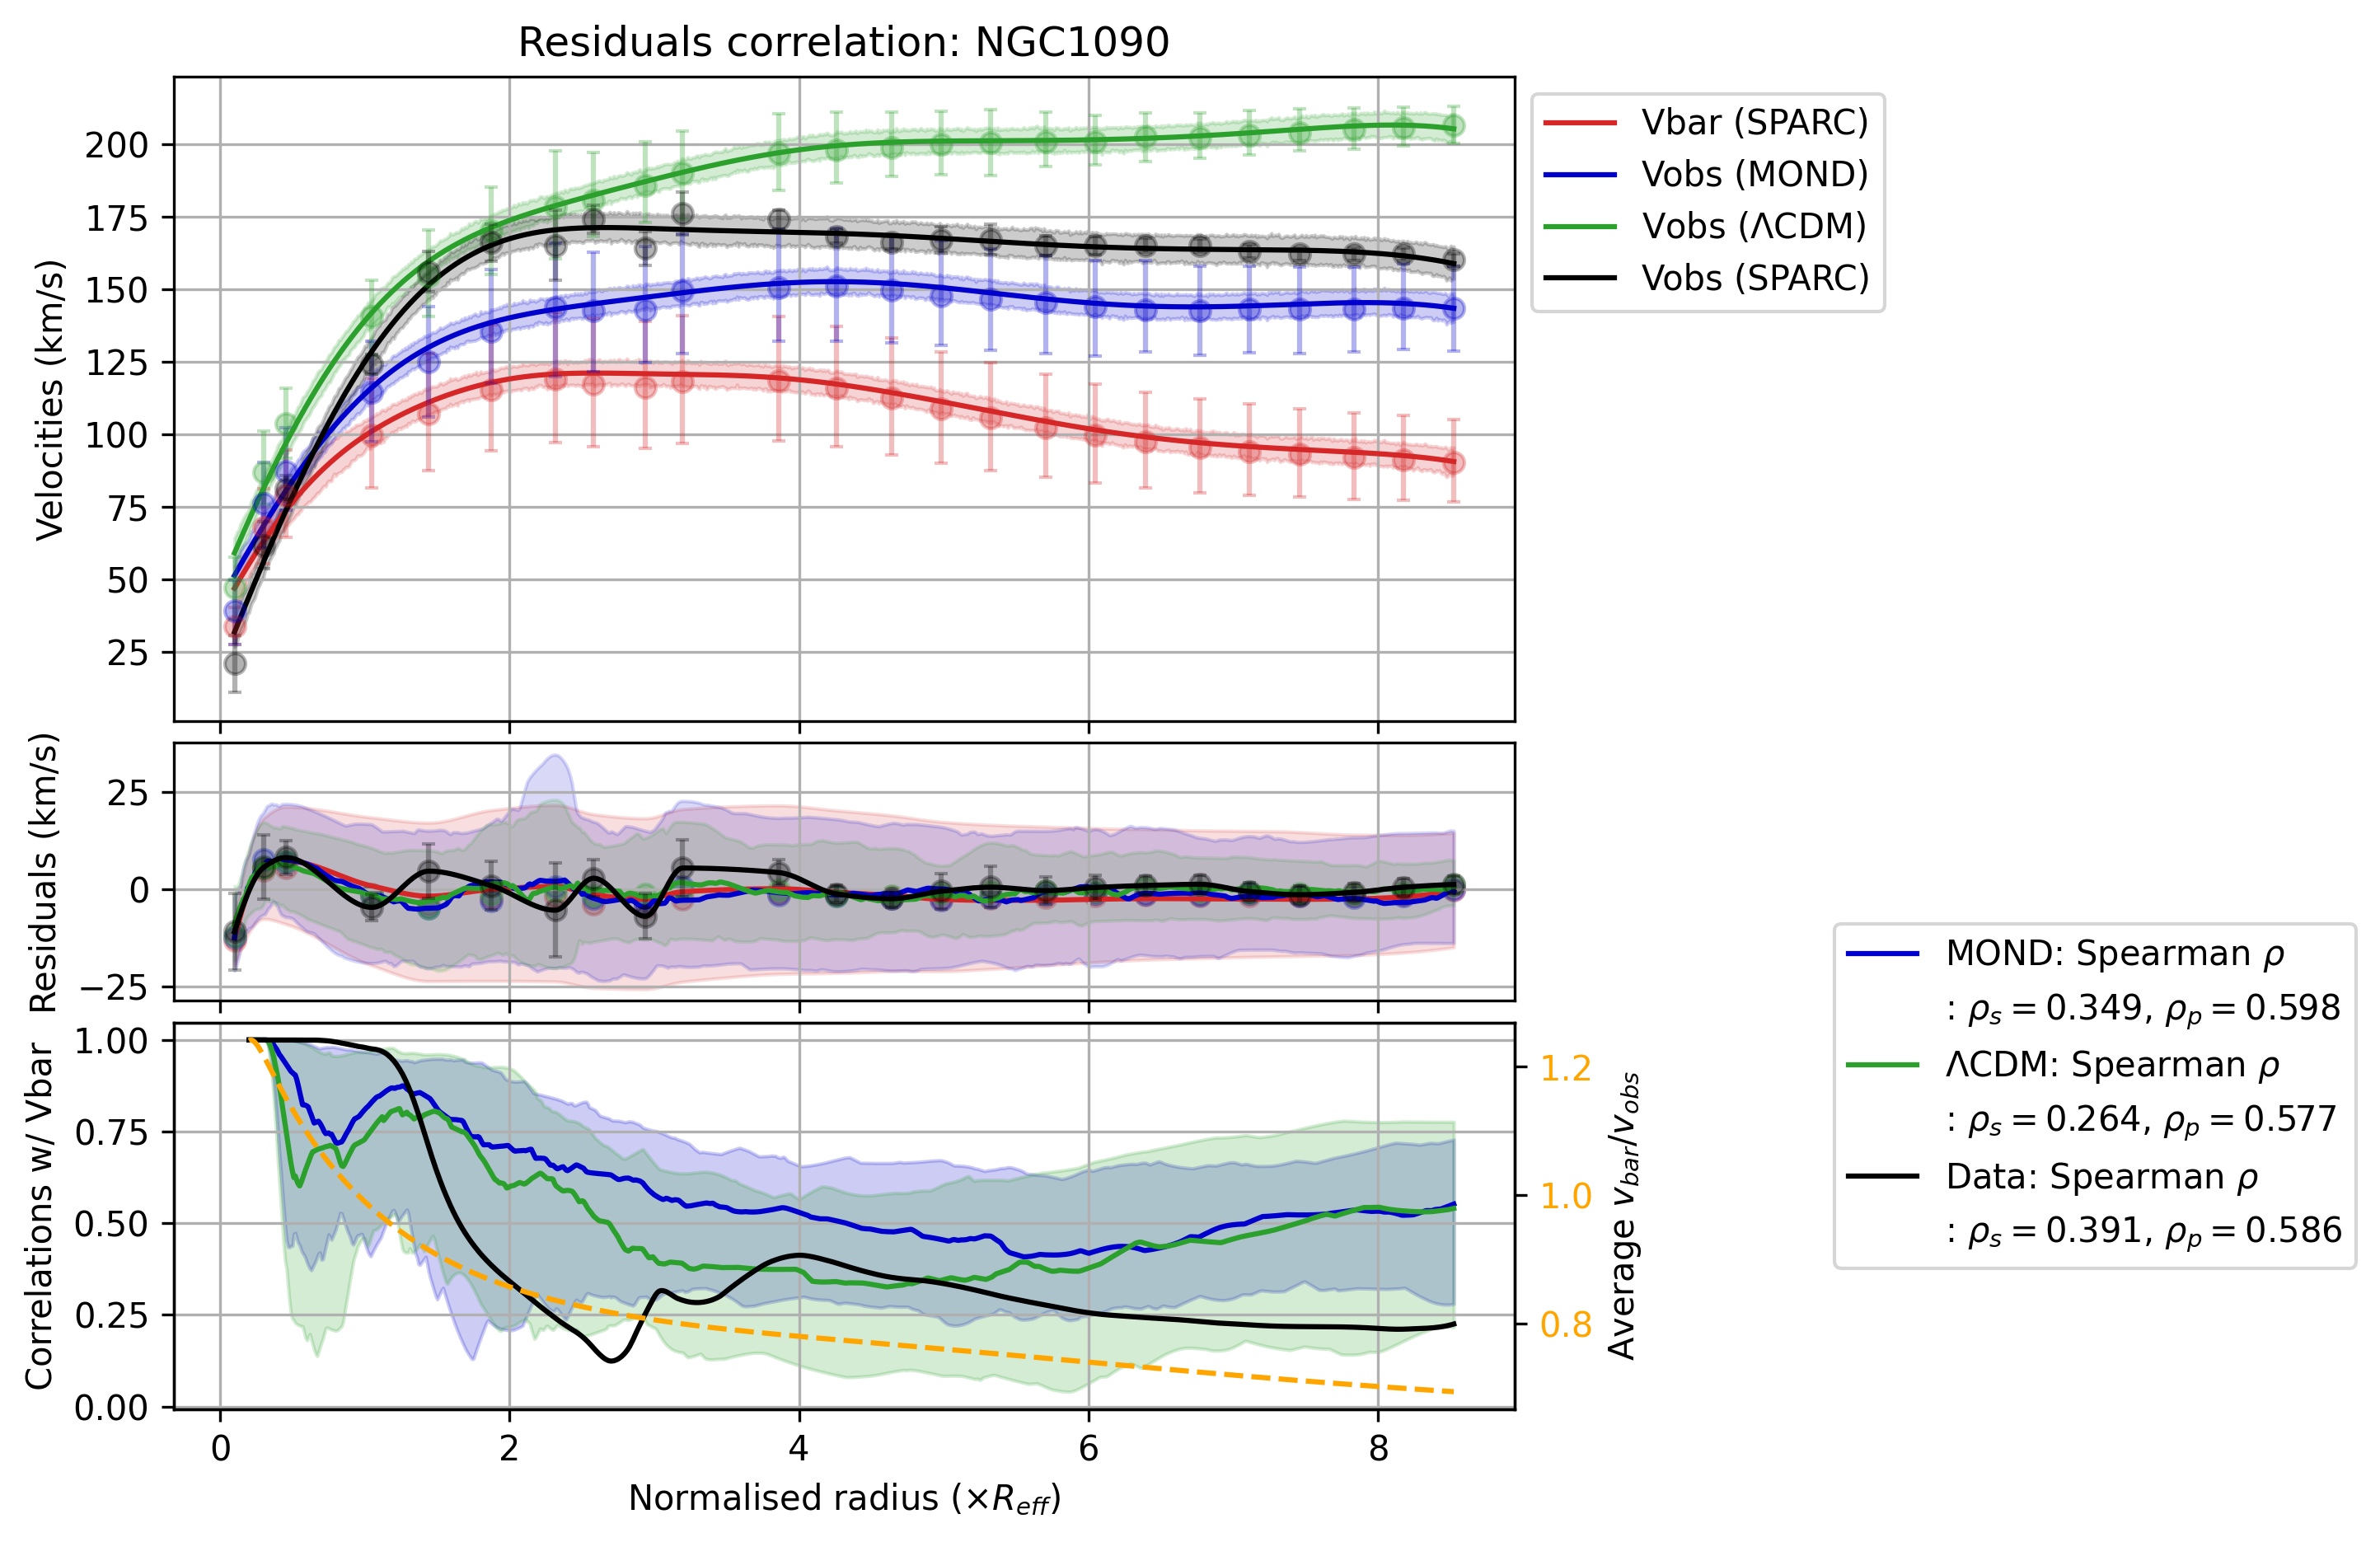 Residuals correlation: NGC1090
Velocities (km/s)
200
175
150
125
100
75
50
25
Vbar (SPARC)
Vobs (MOND)
Vobs (ΛCDM)
Vobs (SPARC)
Residuals (km/s)
25
0
−25
Correlations w/ Vbar
1.00
0.75
0.50
0.25
0.00
1.2
1.0
0.8
Average v_bar/v_obs
MOND: Spearman ρ
: ρ_s = 0.349, ρ_p = 0.598
ΛCDM: Spearman ρ
: ρ_s = 0.264, ρ_p = 0.577
Data: Spearman ρ
: ρ_s = 0.391, ρ_p = 0.586
0 2 4 6 8
Normalised radius (×R_eff)